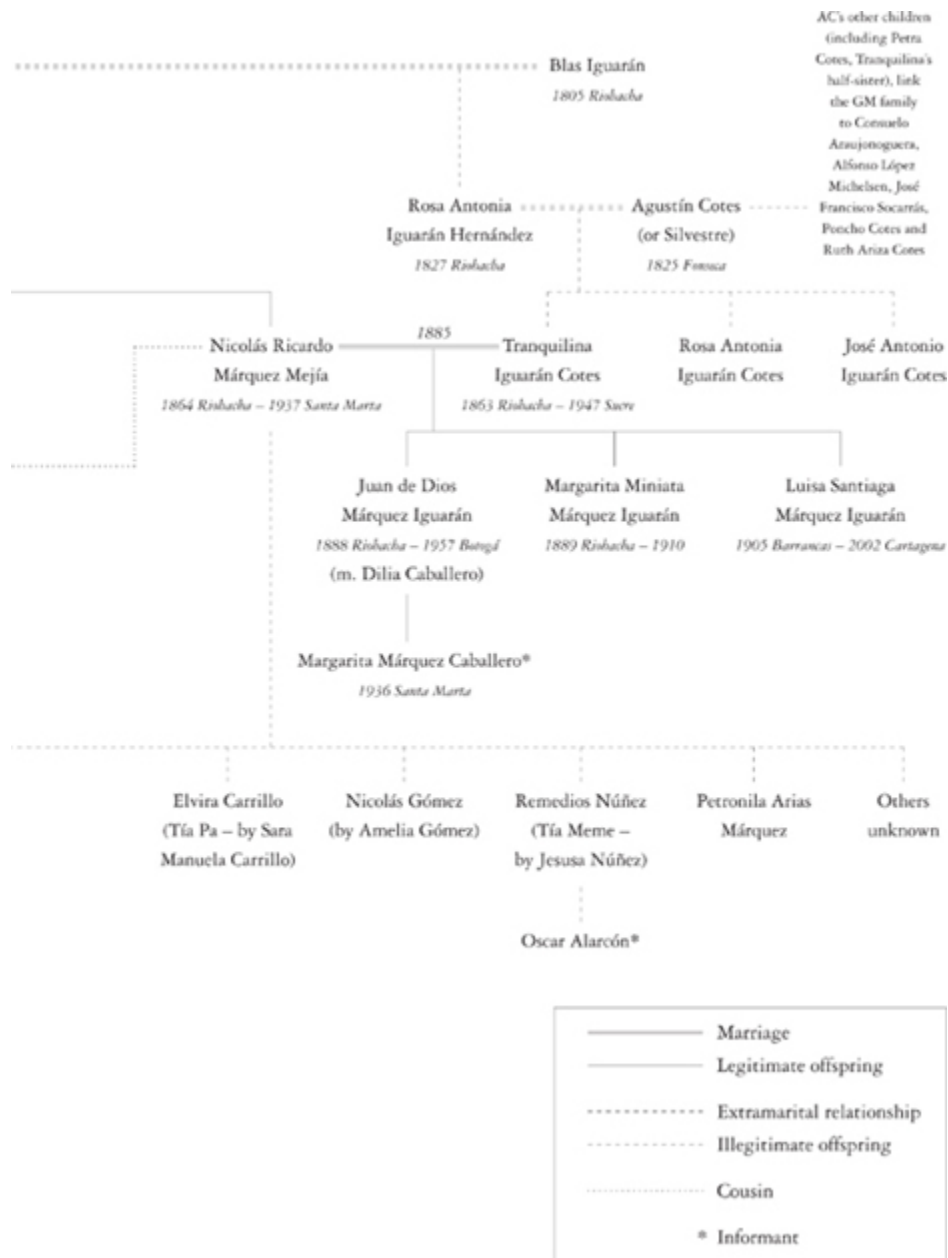 AC's other children
(including Petra
Cotes, Tranquilina's
half-sister), link
the GM family
to Consuelo
Araujonoguera,
Alfonso López
Michelsen, José
Francisco Socarrás,
Poncho Cotes and
Ruth Ariza Cotes
Blas Iguarán
1805 Riohacha
Rosa Antonia
Iguarán Hernández
1827 Riohacha
Agustín Cotes
(or Silvestre)
1825 Fonseca
Nicolás Ricardo
Márquez Mejía
1864 Riohacha – 1937 Santa Marta
1885
Tranquilina
Iguarán Cotes
1863 Riohacha – 1947 Sucre
Rosa Antonia
Iguarán Cotes
José Antonio
Iguarán Cotes
Juan de Dios
Márquez Iguarán
1888 Riohacha – 1957 Botogá
(m. Dilia Caballero)
Margarita Miniata
Márquez Iguarán
1889 Riohacha – 1910
Luisa Santiaga
Márquez Iguarán
1905 Barrancas – 2002 Cartagena
Margarita Márquez Caballero*
1936 Santa Marta
Elvira Carrillo
(Tía Pa – by Sara
Manuela Carrillo)
Nicolás Gómez
(by Amelia Gómez)
Remedios Núñez
(Tía Meme –
by Jesusa Núñez)
Petronila Arias
Márquez
Others
unknown
Oscar Alarcón*
Marriage
Legitimate offspring
Extramarital relationship
Illegitimate offspring
Cousin
* Informant